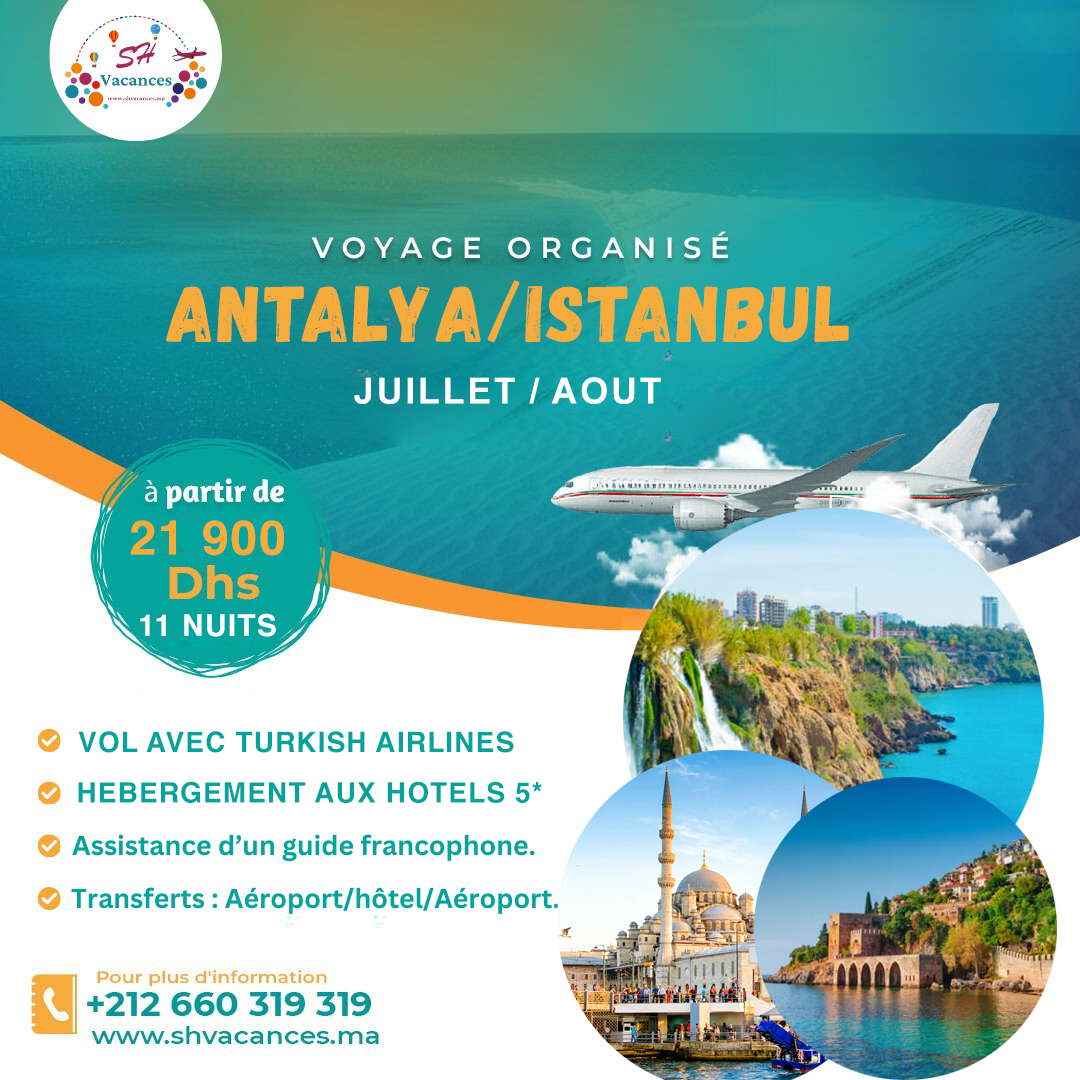 SH
Vacances
www.shvacances.ma
VOYAGE ORGANISÉ
ANTALYA/ISTANBUL
JUILLET / AOUT
à partir de
21 900
Dhs
11 NUITS
VOL AVEC TURKISH AIRLINES
HEBERGEMENT AUX HOTELS 5*
Assistance d’un guide francophone.
Transferts : Aéroport/hôtel/Aéroport.
Pour plus d'information
+212 660 319 319
www.shvacances.ma